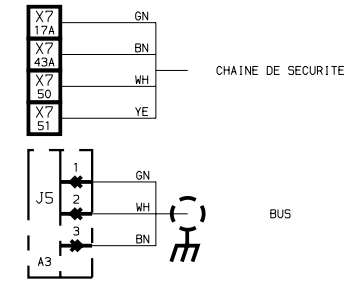 X7 GN
17A
X7 BN
43A
CHAINE DE SECURITE
X7 WH
50
X7 YE
51
1 GN
J5 2 WH BUS
3 BN
A3